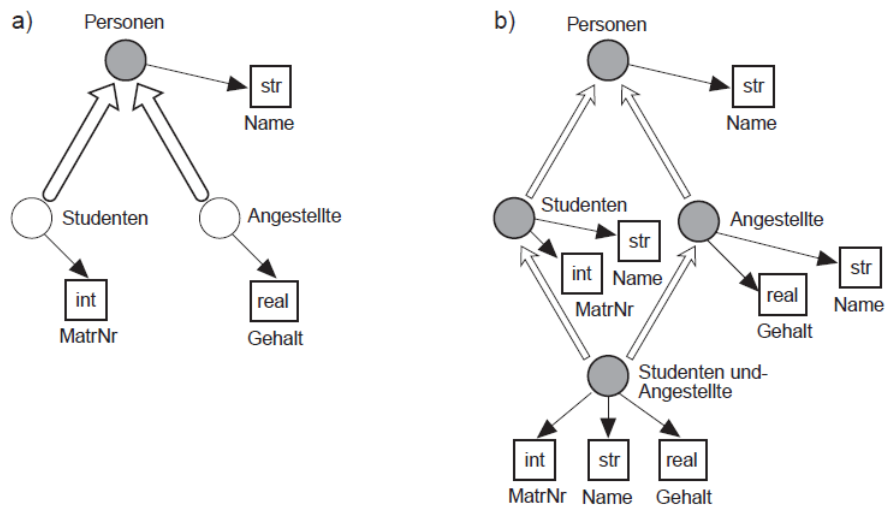 a)
Personen
str
Name
Studenten
Angestellte
int
MatrNr
real
Gehalt
b)
Personen
str
Name
Studenten
str
Name
int
MatrNr
Angestellte
str
Name
real
Gehalt
Studenten und-
Angestellte
int
MatrNr
str
Name
real
Gehalt